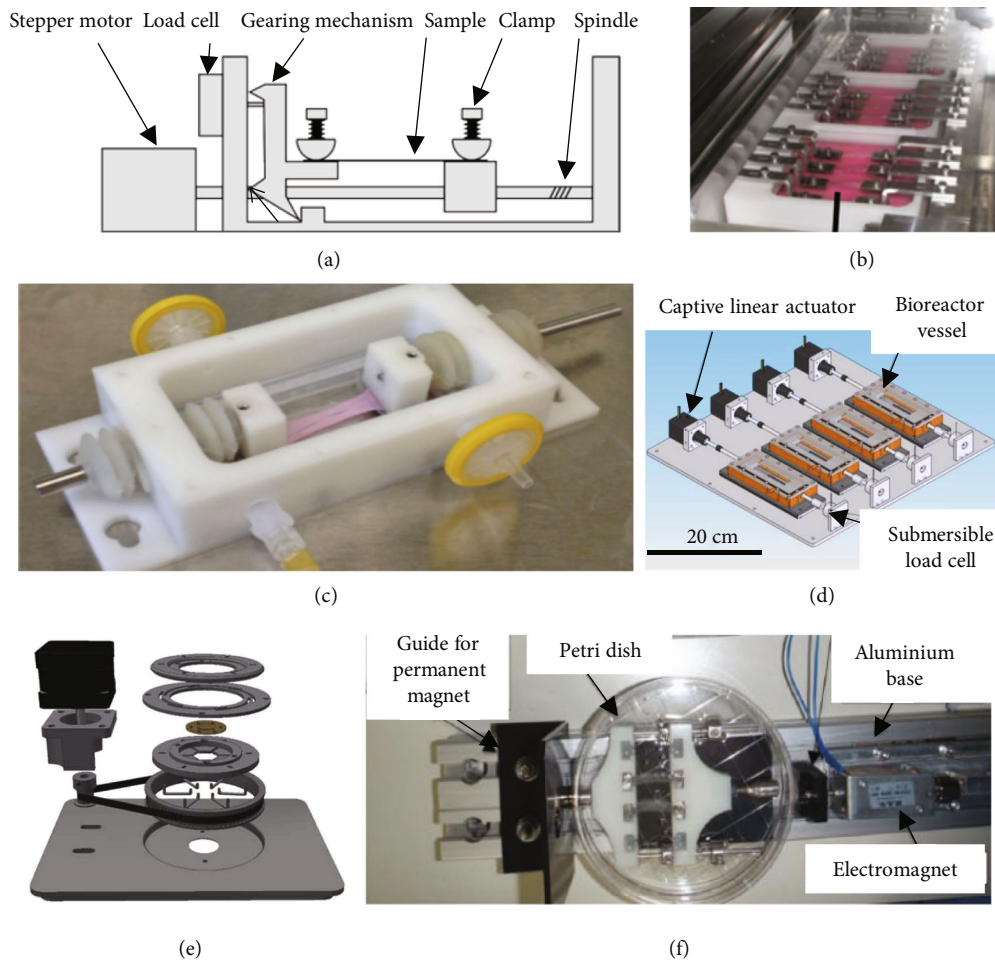 Stepper motor Load cell Gearing mechanism Sample Clamp Spindle
(a)
(b)
(c)
Captive linear actuator
Bioreactor
vessel
20 cm
Submersible
load cell
(d)
(e)
Guide for
permanent
magnet
Petri dish
Aluminium
base
Electromagnet
(f)